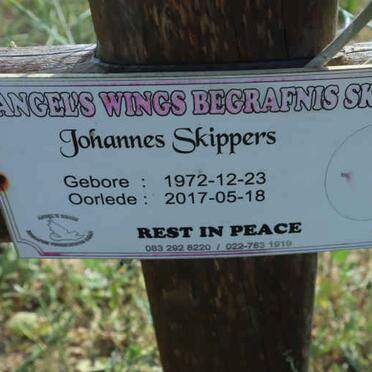 ANGEL'S WINGS BEGRAFNIS SK
Johannes Skippers
Gebore : 1972-12-23
Oorlede : 2017-05-18
REST IN PEACE
083 292 8220 / 022-783 1919